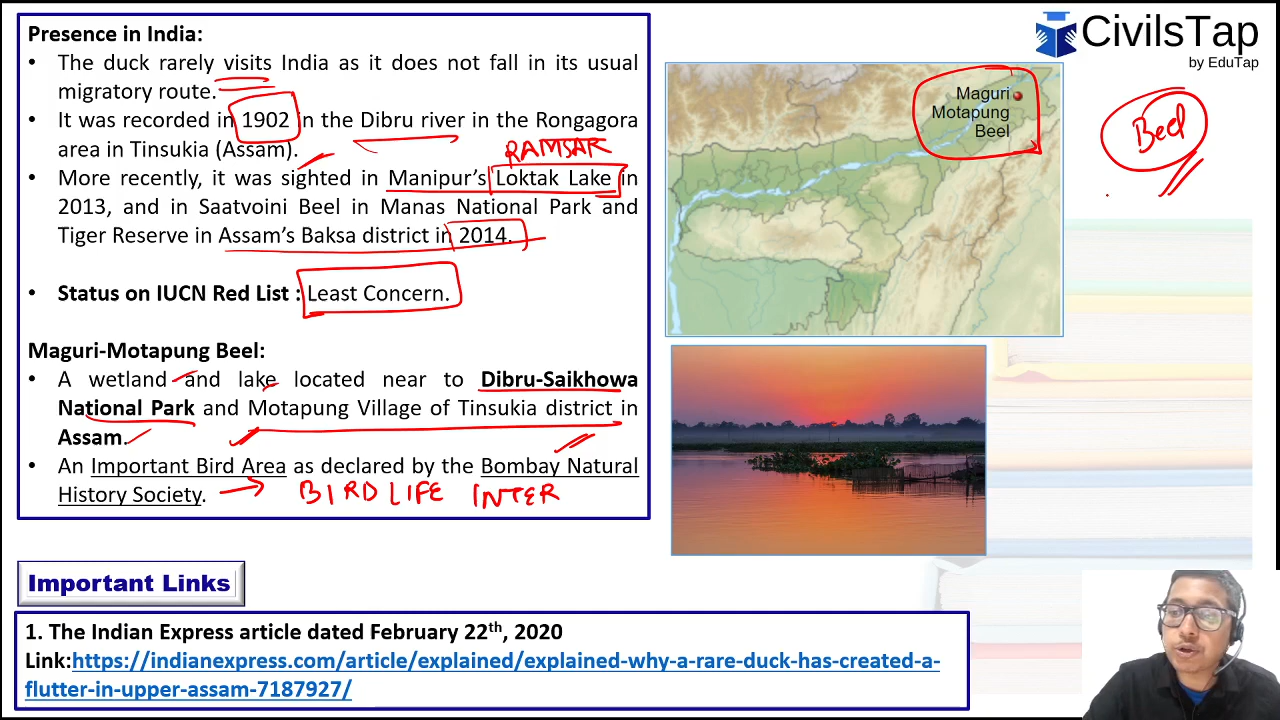 Presence in India:
• The duck rarely visits India as it does not fall in its usual
migratory route.
• It was recorded in 1902 in the Dibru river in the Rongagora
area in Tinsukia (Assam).
RAMSAR
• More recently, it was sighted in Manipur's Loktak Lake in
2013, and in Saatvoini Beel in Manas National Park and
Tiger Reserve in Assam's Baksa district in 2014.
• Status on IUCN Red List : Least Concern.
Maguri-Motapung Beel:
• A wetland and lake located near to Dibru-Saikhowa
National Park and Motapung Village of Tinsukia district in
Assam.
• An Important Bird Area as declared by the Bombay Natural
History Society.
BIRDLIFE INTER
CivilsTap
by EduTap
Maguri
Motapung
Beel
Beel
Important Links
1. The Indian Express article dated February 22th, 2020
Link:https://indianexpress.com/article/explained/explained-why-a-rare-duck-has-created-a-
flutter-in-upper-assam-7187927/